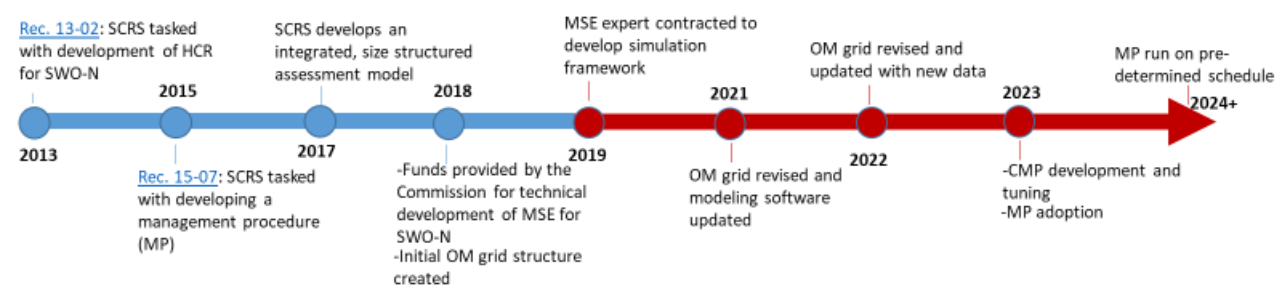 Rec. 13-02: SCRS tasked
with development of HCR
for SWO-N
2013
2015
Rec. 15-07: SCRS tasked
with developing a
management procedure
(MP)
SCRS develops an
integrated, size structured
assessment model
2017
2018
-Funds provided by the
Commission for technical
development of MSE for
SWO-N
-Initial OM grid structure
created
MSE expert contracted to
develop simulation
framework
2019
2021
OM grid revised and
modeling software
updated
OM grid revised and
updated with new data
2022
2023
-CMP development and
tuning
-MP adoption
MP run on pre-
determined schedule
2024+